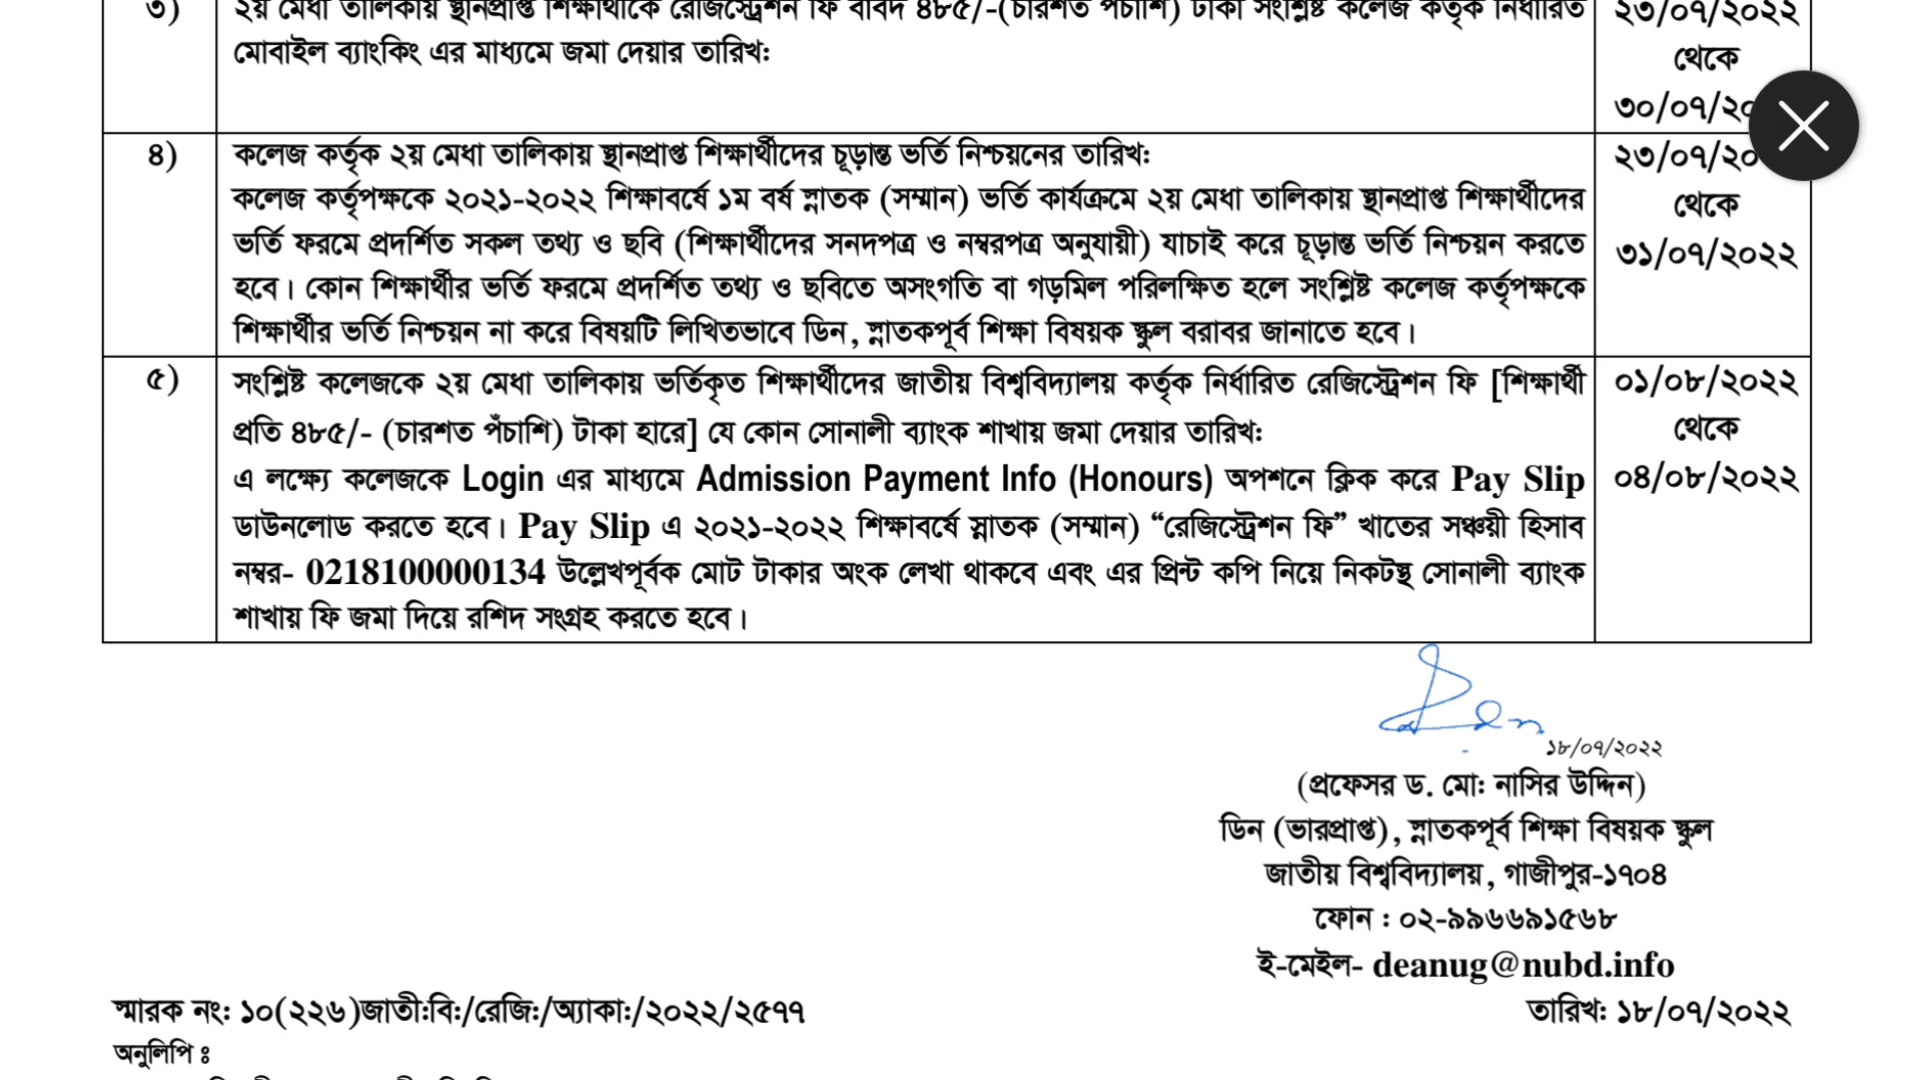 ৩) ২য় মেধা তালিকায় স্থানপ্রাপ্ত শিক্ষার্থীকে রেজিস্ট্রেশন ফি বাবদ ৪৮৫/-(চারশত পঁচাশি) টাকা সংশ্লিষ্ট কলেজ কর্তৃক নির্ধারিত ২৩/০৭/২০২২
মোবাইল ব্যাংকিং এর মাধ্যমে জমা দেয়ার তারিখ: থেকে
৩০/০৭/২০
৪) কলেজ কর্তৃক ২য় মেধা তালিকায় স্থানপ্রাপ্ত শিক্ষার্থীদের চূড়ান্ত ভর্তি নিশ্চয়নের তারিখ: ২৩/০৭/২০
কলেজ কর্তৃপক্ষকে ২০২১-২০২২ শিক্ষাবর্ষে ১ম বর্ষ স্নাতক (সম্মান) ভর্তি কার্যক্রমে ২য় মেধা তালিকায় স্থানপ্রাপ্ত শিক্ষার্থীদের থেকে
ভর্তি ফরমে প্রদর্শিত সকল তথ্য ও ছবি (শিক্ষার্থীদের সনদপত্র ও নম্বরপত্র অনুযায়ী) যাচাই করে চূড়ান্ত ভর্তি নিশ্চয়ন করতে ৩১/০৭/২০২২
হবে। কোন শিক্ষার্থীর ভর্তি ফরমে প্রদর্শিত তথ্য ও ছবিতে অসংগতি বা গড়মিল পরিলক্ষিত হলে সংশ্লিষ্ট কলেজ কর্তৃপক্ষকে
শিক্ষার্থীর ভর্তি নিশ্চয়ন না করে বিষয়টি লিখিতভাবে ডিন, স্নাতকপূর্ব শিক্ষা বিষয়ক স্কুল বরাবর জানাতে হবে।
৫) সংশ্লিষ্ট কলেজকে ২য় মেধা তালিকায় ভর্তিকৃত শিক্ষার্থীদের জাতীয় বিশ্ববিদ্যালয় কর্তৃক নির্ধারিত রেজিস্ট্রেশন ফি [শিক্ষার্থী ০১/০৮/২০২২
প্রতি ৪৮৫/- (চারশত পঁচাশি) টাকা হারে] যে কোন সোনালী ব্যাংক শাখায় জমা দেয়ার তারিখ: থেকে
এ লক্ষ্যে কলেজকে Login এর মাধ্যমে Admission Payment Info (Honours) অপশনে ক্লিক করে Pay Slip ০৪/০৮/২০২২
ডাউনলোড করতে হবে। Pay Slip এ ২০২১-২০২২ শিক্ষাবর্ষে স্নাতক (সম্মান) “রেজিস্ট্রেশন ফি” খাতের সঞ্চয়ী হিসাব
নম্বর- 0218100000134 উল্লেখপূর্বক মোট টাকার অংক লেখা থাকবে এবং এর প্রিন্ট কপি নিয়ে নিকটস্থ সোনালী ব্যাংক
শাখায় ফি জমা দিয়ে রশিদ সংগ্রহ করতে হবে।
১৮/০৭/২০২২
(প্রফেসর ড. মো: নাসির উদ্দিন)
ডিন (ভারপ্রাপ্ত), স্নাতকপূর্ব শিক্ষা বিষয়ক স্কুল
জাতীয় বিশ্ববিদ্যালয়, গাজীপুর-১৭০৪
ফোন : ০২-৯৯৬৬৯১৫৬৮
ই-মেইল- deanug@nubd.info
স্মারক নং: ১০(২২৬)জাতী:বি:/রেজি:/অ্যাকা:/২০২২/২৫৭৭ তারিখ: ১৮/০৭/২০২২
অনুলিপি ঃ